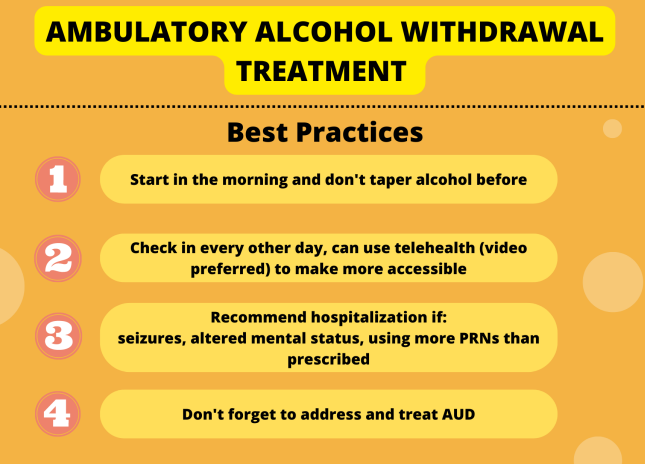 AMBULATORY ALCOHOL WITHDRAWAL
TREATMENT
Best Practices
1
Start in the morning and don't taper alcohol before
2
Check in every other day, can use telehealth (video
preferred) to make more accessible
3
Recommend hospitalization if:
seizures, altered mental status, using more PRNs than
prescribed
4
Don't forget to address and treat AUD